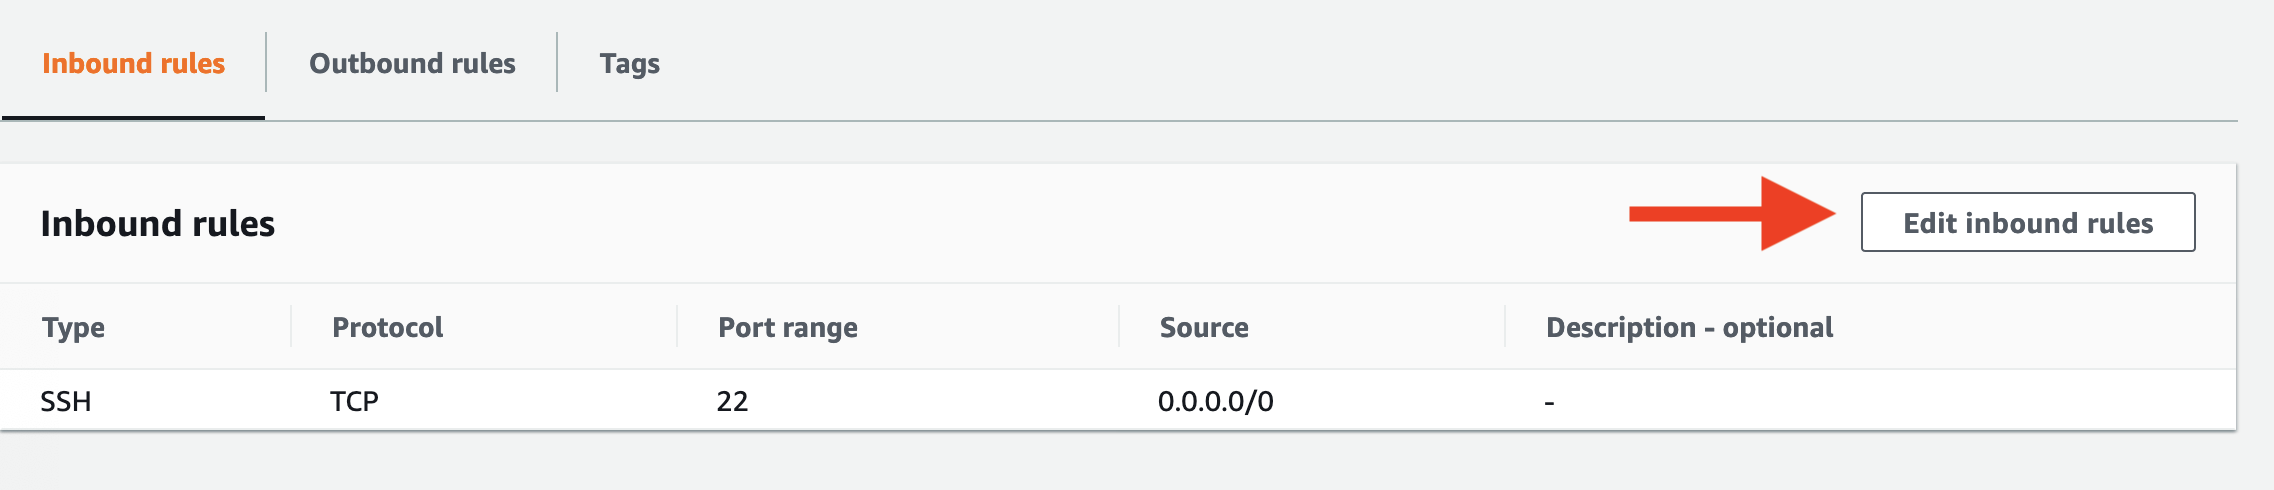 Inbound rules Outbound rules Tags
Inbound rules Edit inbound rules
Type Protocol Port range Source Description - optional
SSH TCP 22 0.0.0.0/0 -